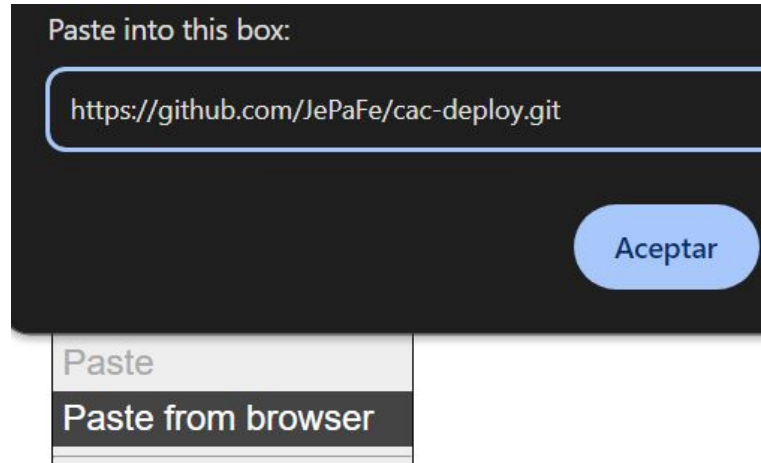 Paste into this box:
https://github.com/JePaFe/cac-deploy.git
Aceptar
Paste
Paste from browser